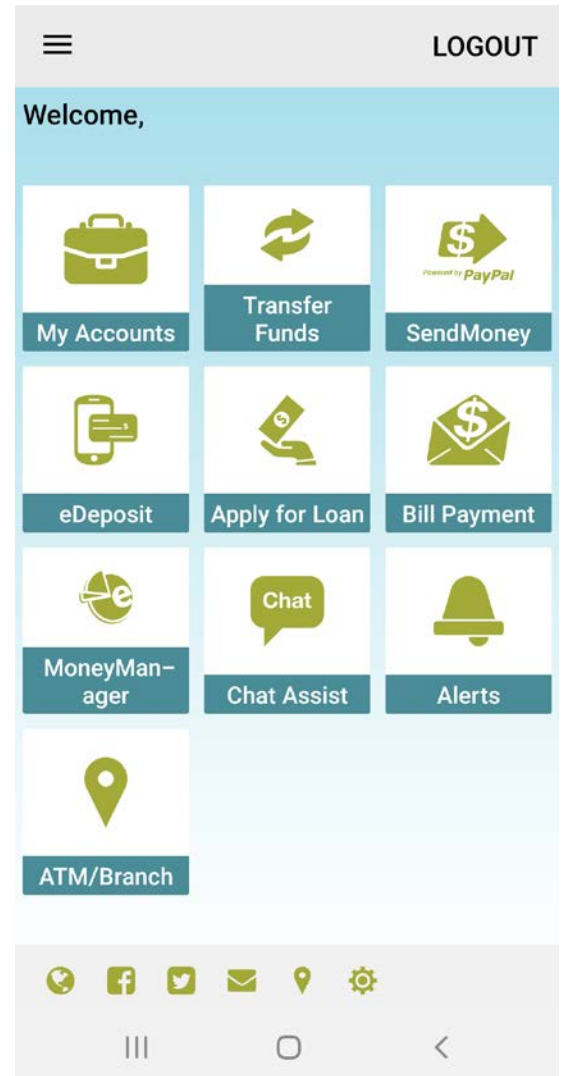 LOGOUT
Welcome,
$
Powered by PayPal
My Accounts
Transfer
Funds
SendMoney
$
$
$
eDeposit
Apply for Loan
Bill Payment
e
Chat
MoneyMan–
ager
Chat Assist
Alerts
ATM/Branch